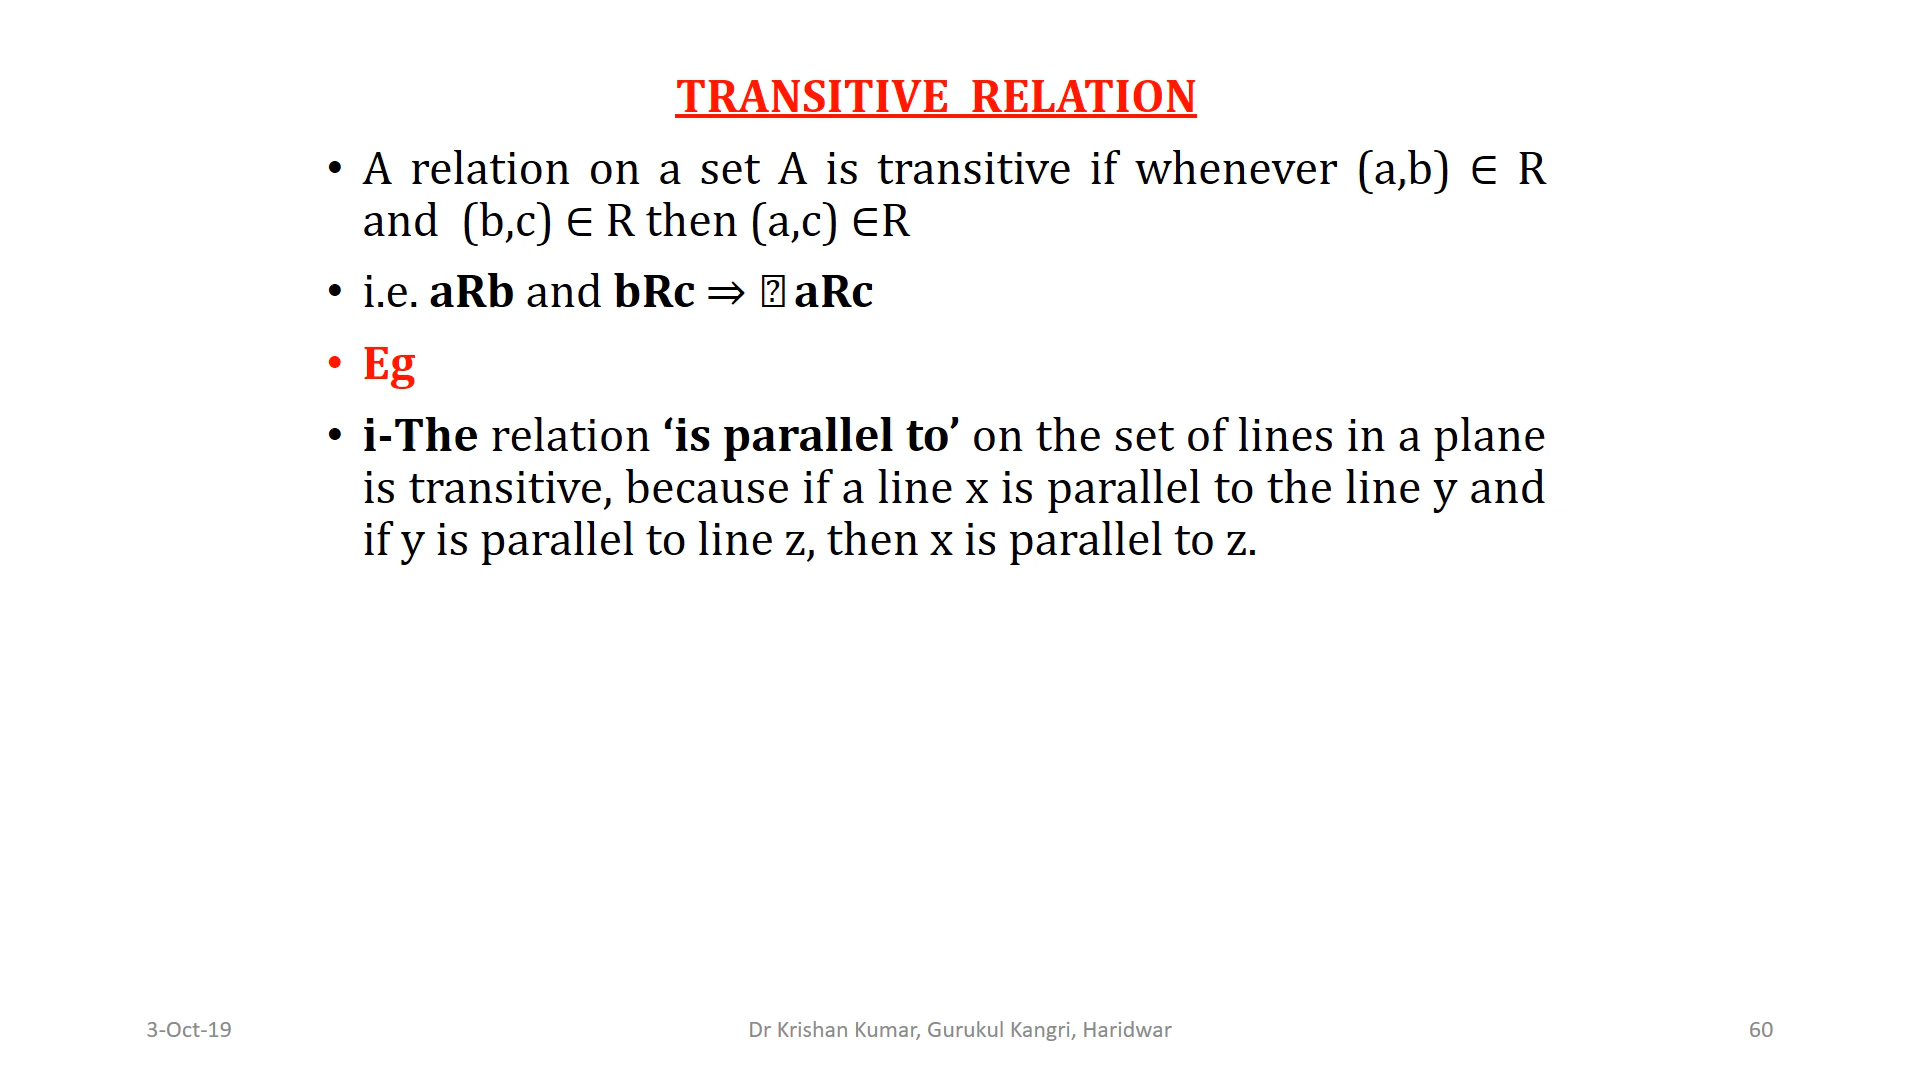 TRANSITIVE RELATION
• A relation on a set A is transitive if whenever (a,b) ∈ R
and (b,c) ∈ R then (a,c) ∈R
• i.e. aRb and bRc ⇒ ⍰ aRc
• Eg
• i-The relation ‘is parallel to’ on the set of lines in a plane
is transitive, because if a line x is parallel to the line y and
if y is parallel to line z, then x is parallel to z.
3-Oct-19
Dr Krishan Kumar, Gurukul Kangri, Haridwar
60